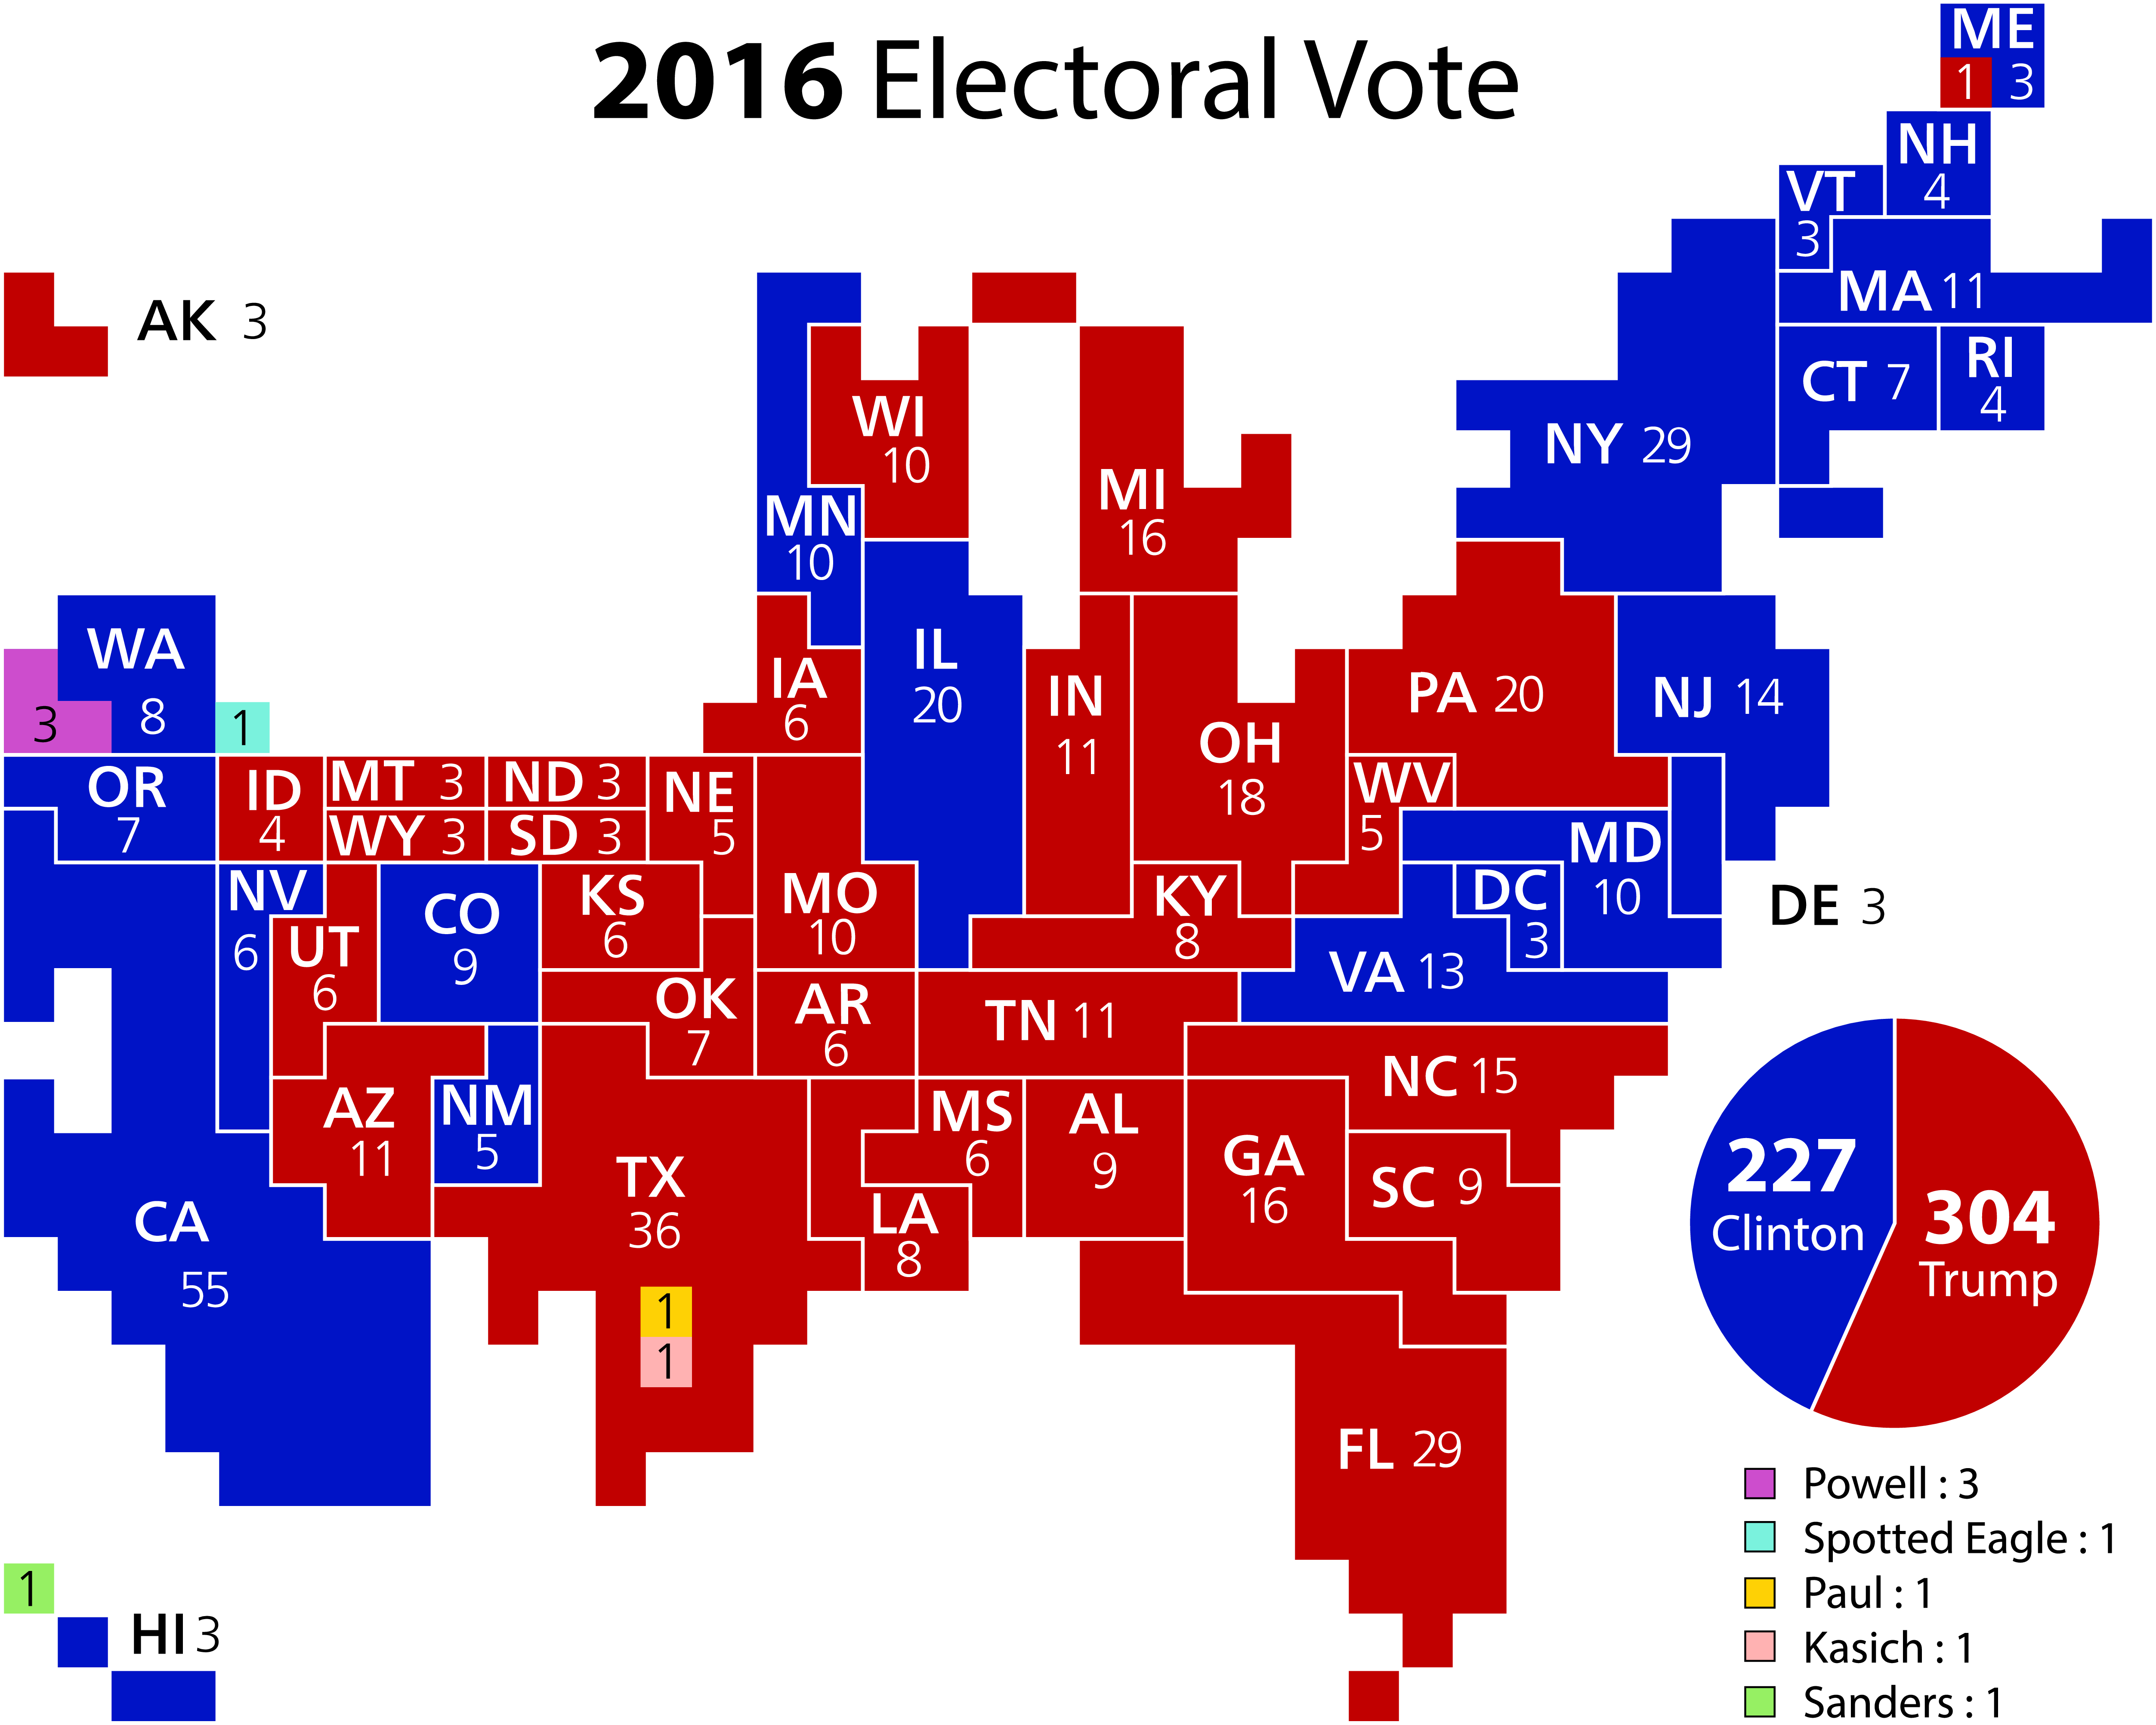 2016 Electoral Vote
ME
1 3
NH
4
VT
3
MA 11
AK 3
CT 7
RI
4
WI
10
NY 29
MI
16
MN
10
WA
8
3
1
IL
20
IA
6
IN
11
PA 20
NJ 14
OH
18
OR
7
ID
4
MT 3
ND 3
NE
5
WV
5
WY 3
SD 3
MD
10
NV
6
CO
9
KS
6
MO
10
KY
8
DC
3
DE 3
UT
6
VA 13
OK
7
AR
6
TN 11
NC 15
AZ
11
NM
5
MS
6
AL
9
GA
16
SC 9
TX
36
LA
8
CA
55
1
1
227
Clinton
304
Trump
FL 29
Powell : 3
Spotted Eagle : 1
Paul : 1
Kasich : 1
Sanders : 1
1
HI 3